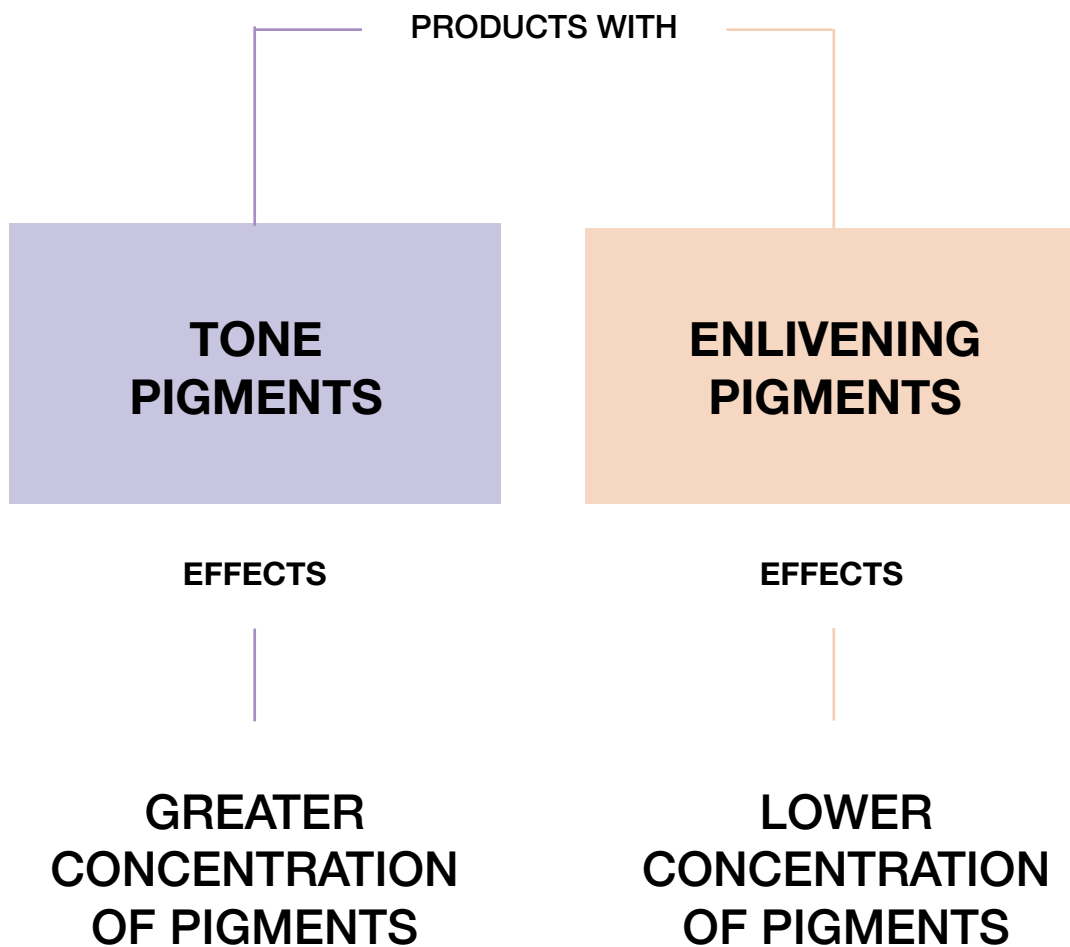 PRODUCTS WITH
TONE
PIGMENTS
ENLIVENING
PIGMENTS
EFFECTS
EFFECTS
GREATER
CONCENTRATION
OF PIGMENTS
LOWER
CONCENTRATION
OF PIGMENTS